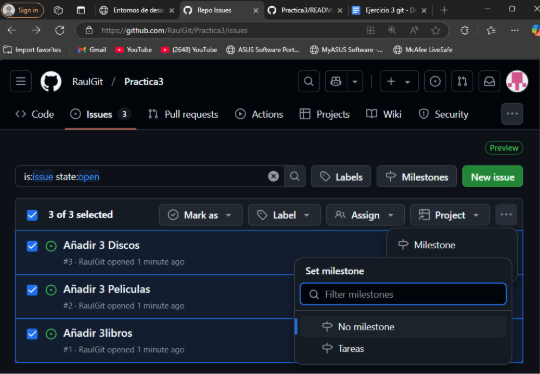 Sign in
Entornos de desa
Repo Issues
Practica3/READM
Ejercicio 3 git - D
https://github.com/RaulGit/Practica3/issues
Import favorites
Gmail
YouTube
(2648) YouTube
ASUS Software Port...
MyASUS Software -...
McAfee LiveSafe
RaulGit / Practica3
Code
Issues 3
Pull requests
Actions
Projects
Wiki
Security
Preview
is:issue state:open
Labels
Milestones
New issue
3 of 3 selected
Mark as
Label
Assign
Project
Añadir 3 Discos
#3 · RaulGit opened 1 minute ago
Milestone
Set milestone
Filter milestones
Añadir 3 Peliculas
#2 · RaulGit opened 1 minute ago
No milestone
Añadir 3libros
Tareas
#1 · RaulGit opened 1 minute ago